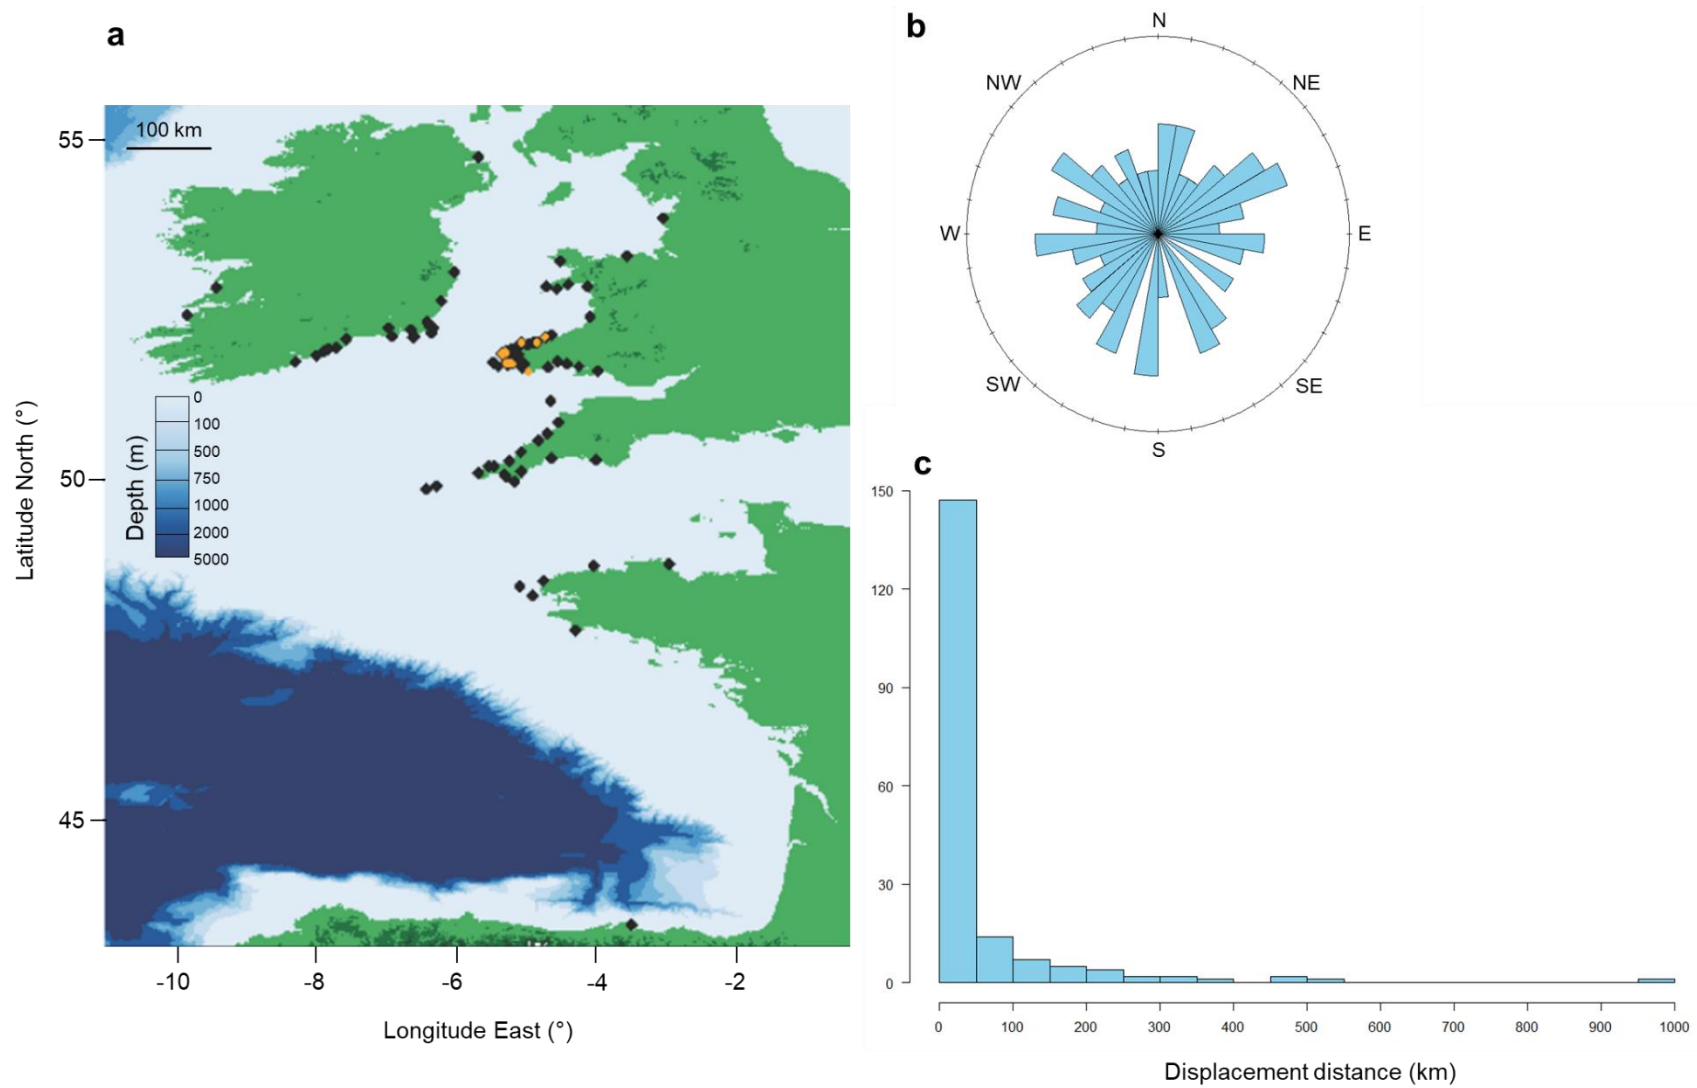 a
100 km
55
50
45
Latitude North (°)
Depth (m)
0
100
500
750
1000
2000
5000
-10
-8
-6
-4
-2
Longitude East (°)
b
N
NE
E
SE
S
SW
W
NW
c
150
120
90
60
30
0
0
100
200
300
400
500
600
700
800
900
1000
Displacement distance (km)